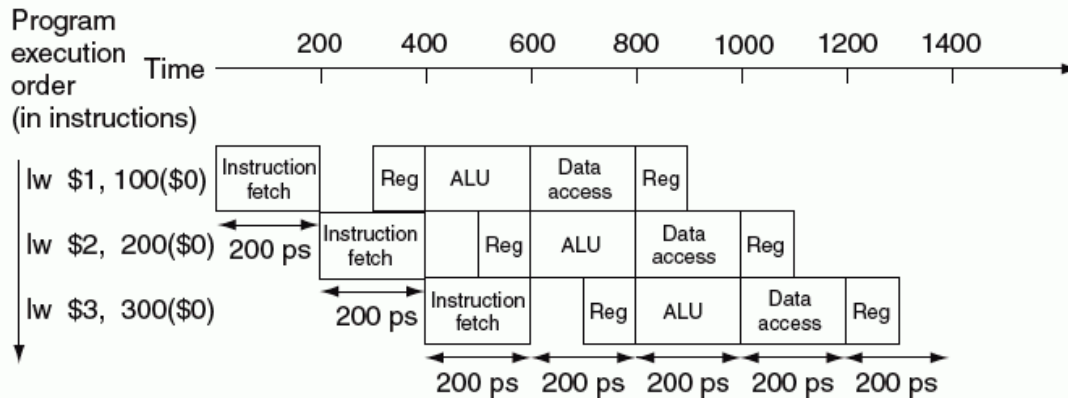 Program
execution
order
(in instructions)
Time
200 400 600 800 1000 1200 1400
lw $1, 100($0)
Instruction
fetch
Reg
ALU
Data
access
Reg
200 ps
lw $2, 200($0)
Instruction
fetch
Reg
ALU
Data
access
Reg
200 ps
lw $3, 300($0)
Instruction
fetch
Reg
ALU
Data
access
Reg
200 ps 200 ps 200 ps 200 ps 200 ps